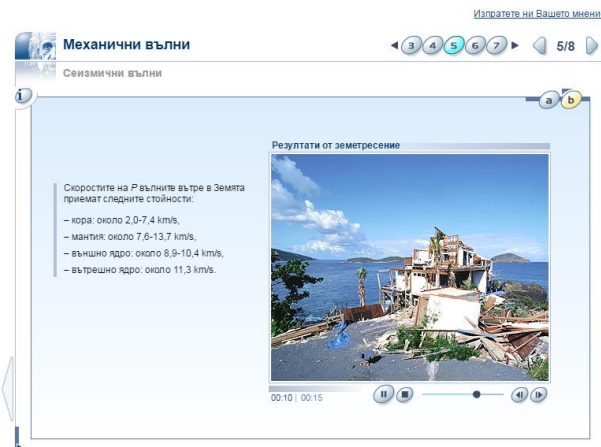 Изпратете ни Вашето мнени
Механични вълни
3 4 5 6 7
5/8
Сеизмични вълни
i
a b
Резултати от земетресение
Скоростите на P вълните вътре в Земята
приемат следните стойности:
– кора: около 2,0-7,4 km/s,
– мантия: около 7,6-13,7 km/s,
– външно ядро: около 8,9-10,4 km/s,
– вътрешно ядро: около 11,3 km/s.
00:10 | 00:15